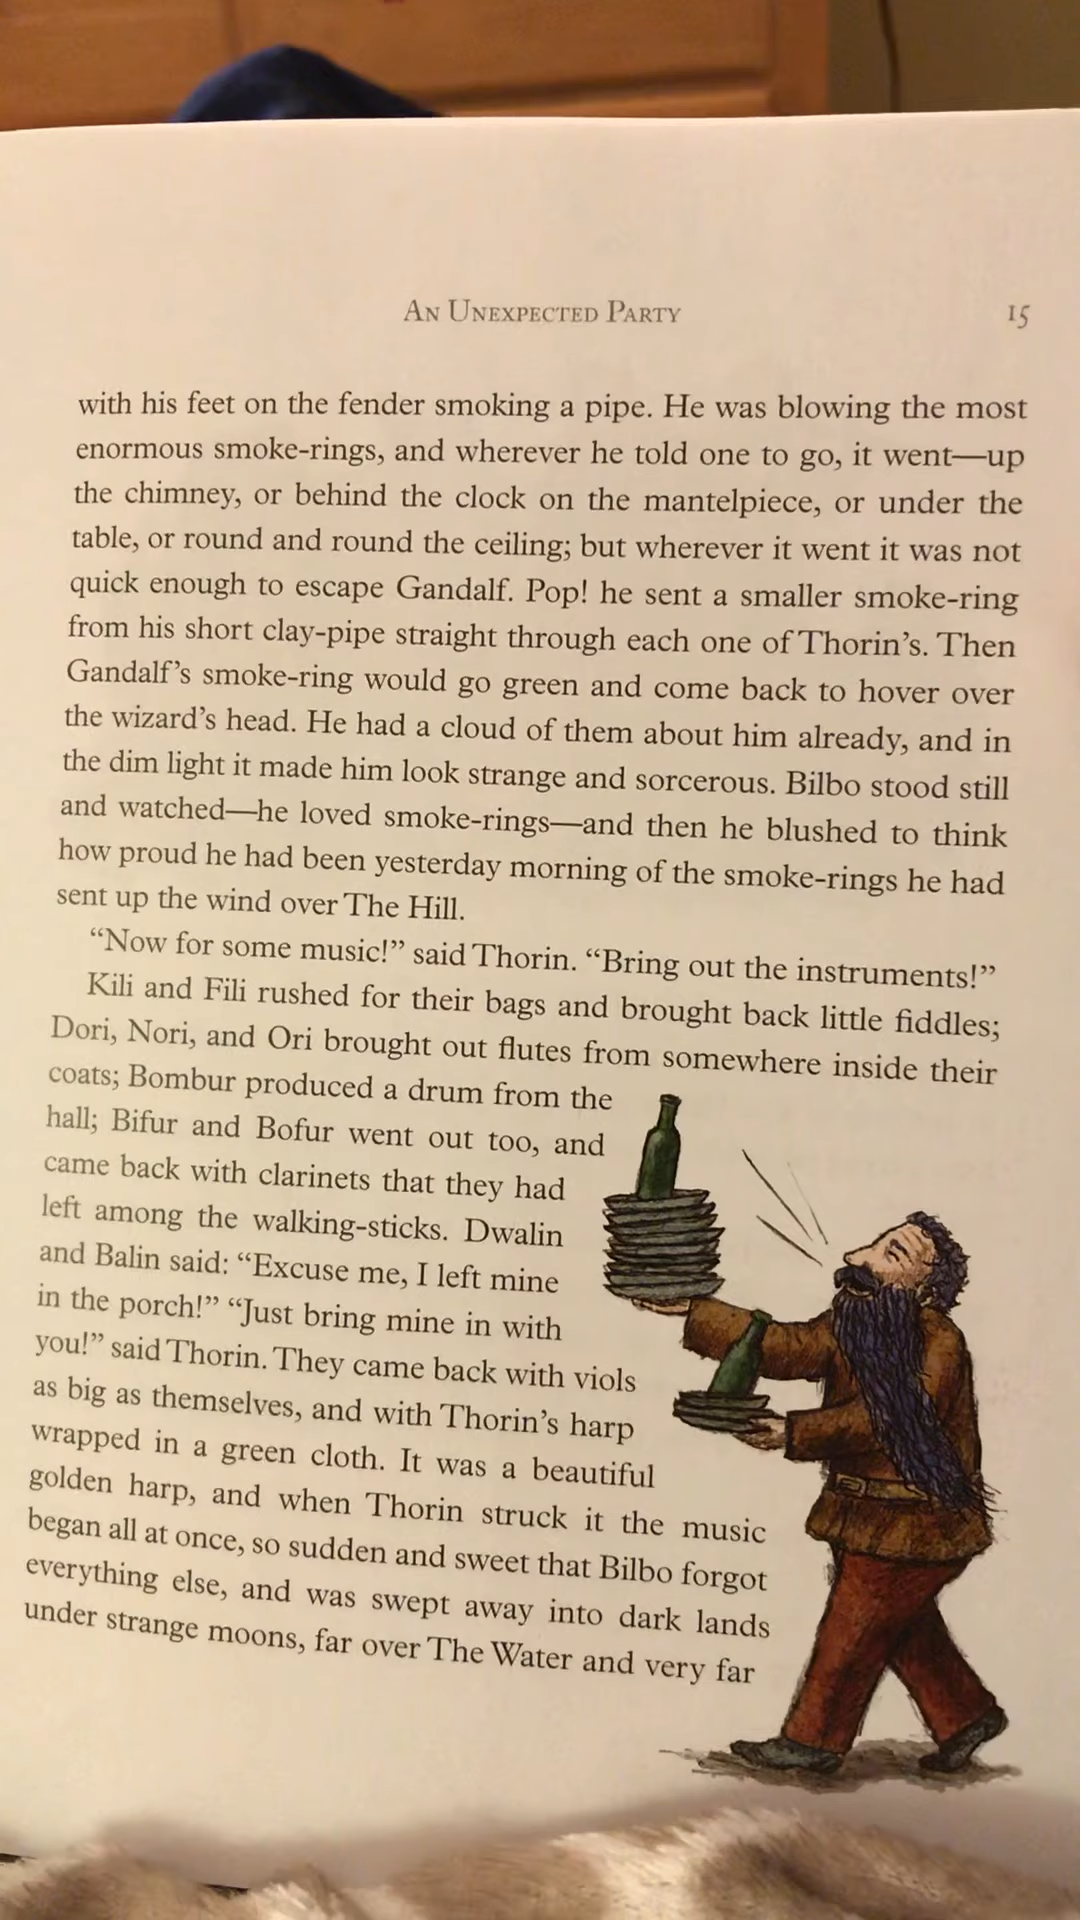 An Unexpected Party 15
with his feet on the fender smoking a pipe. He was blowing the most
enormous smoke-rings, and wherever he told one to go, it went—up
the chimney, or behind the clock on the mantelpiece, or under the
table, or round and round the ceiling; but wherever it went it was not
quick enough to escape Gandalf. Pop! he sent a smaller smoke-ring
from his short clay-pipe straight through each one of Thorin's. Then
Gandalf's smoke-ring would go green and come back to hover over
the wizard's head. He had a cloud of them about him already, and in
the dim light it made him look strange and sorcerous. Bilbo stood still
and watched—he loved smoke-rings—and then he blushed to think
how proud he had been yesterday morning of the smoke-rings he had
sent up the wind over The Hill.
“Now for some music!” said Thorin. “Bring out the instruments!”
Kili and Fili rushed for their bags and brought back little fiddles;
Dori, Nori, and Ori brought out flutes from somewhere inside their
coats; Bombur produced a drum from the
hall; Bifur and Bofur went out too, and
came back with clarinets that they had
left among the walking-sticks. Dwalin
and Balin said: “Excuse me, I left mine
in the porch!” “Just bring mine in with
you!” said Thorin. They came back with viols
as big as themselves, and with Thorin's harp
wrapped in a green cloth. It was a beautiful
golden harp, and when Thorin struck it the music
began all at once, so sudden and sweet that Bilbo forgot
everything else, and was swept away into dark lands
under strange moons, far over The Water and very far